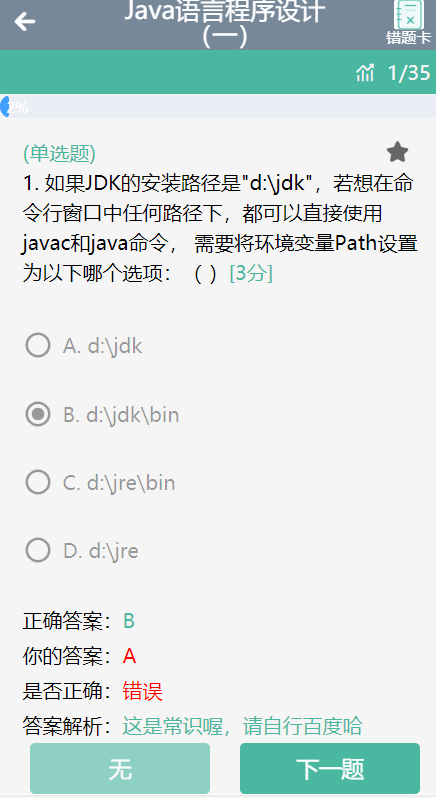 Java语言程序设计
(一)
错题卡
1/35
2%
(单选题)
1. 如果JDK的安装路径是"d:\jdk"，若想在命
令行窗口中任何路径下，都可以直接使用
javac和java命令， 需要将环境变量Path设置
为以下哪个选项：（ ）[3分]
A. d:\jdk
B. d:\jdk\bin
C. d:\jre\bin
D. d:\jre
正确答案：B
你的答案：A
是否正确：错误
答案解析：这是常识喔，请自行百度哈
无
下一题